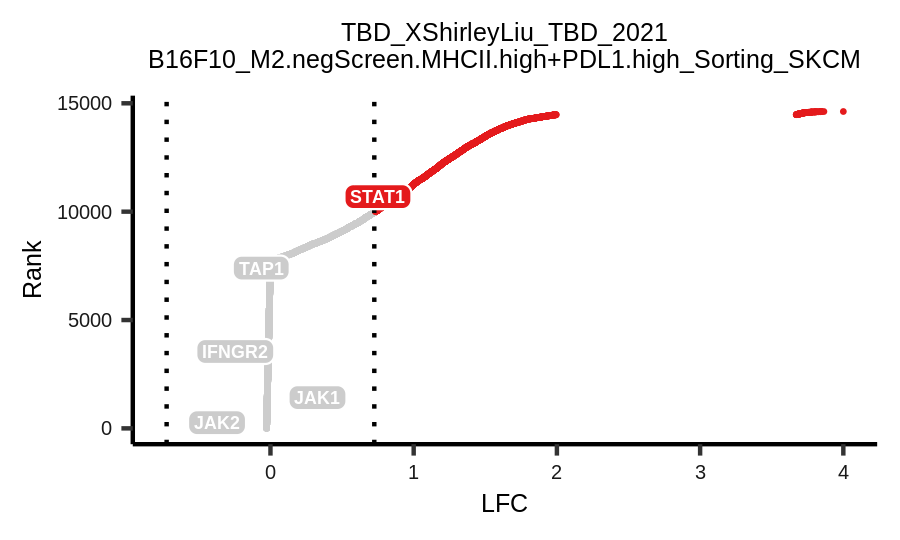 TBD_XShirleyLiu_TBD_2021
B16F10_M2.negScreen.MHCII.high+PDL1.high_Sorting_SKCM
15000
10000
5000
0
Rank
STAT1
TAP1
IFNGR2
JAK1
JAK2
0 1 2 3 4
LFC